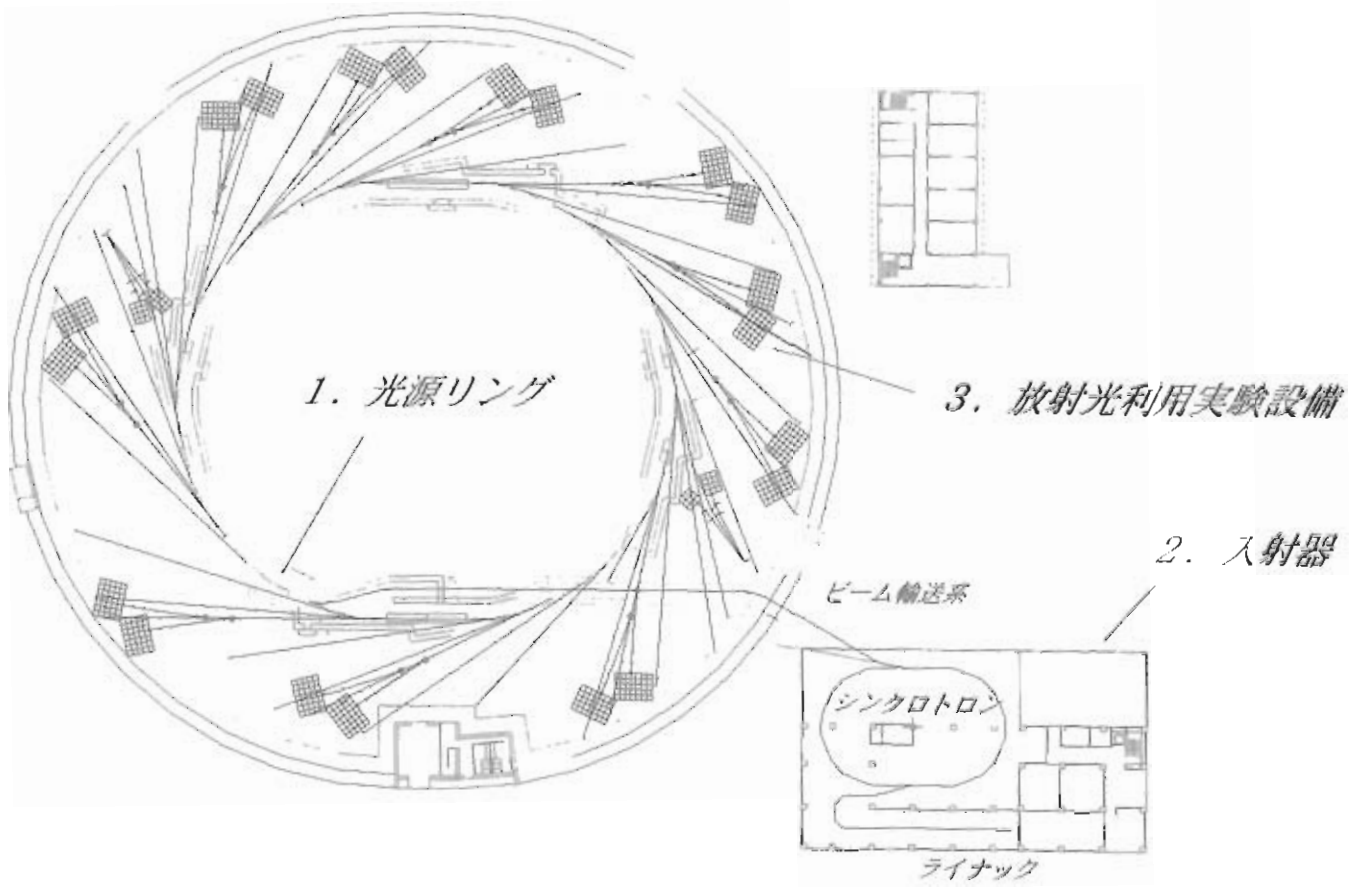 1. 光源リング
3. 放射光利用実験設備
2. 入射器
ビーム輸送系
シンクロトロン
ライナック